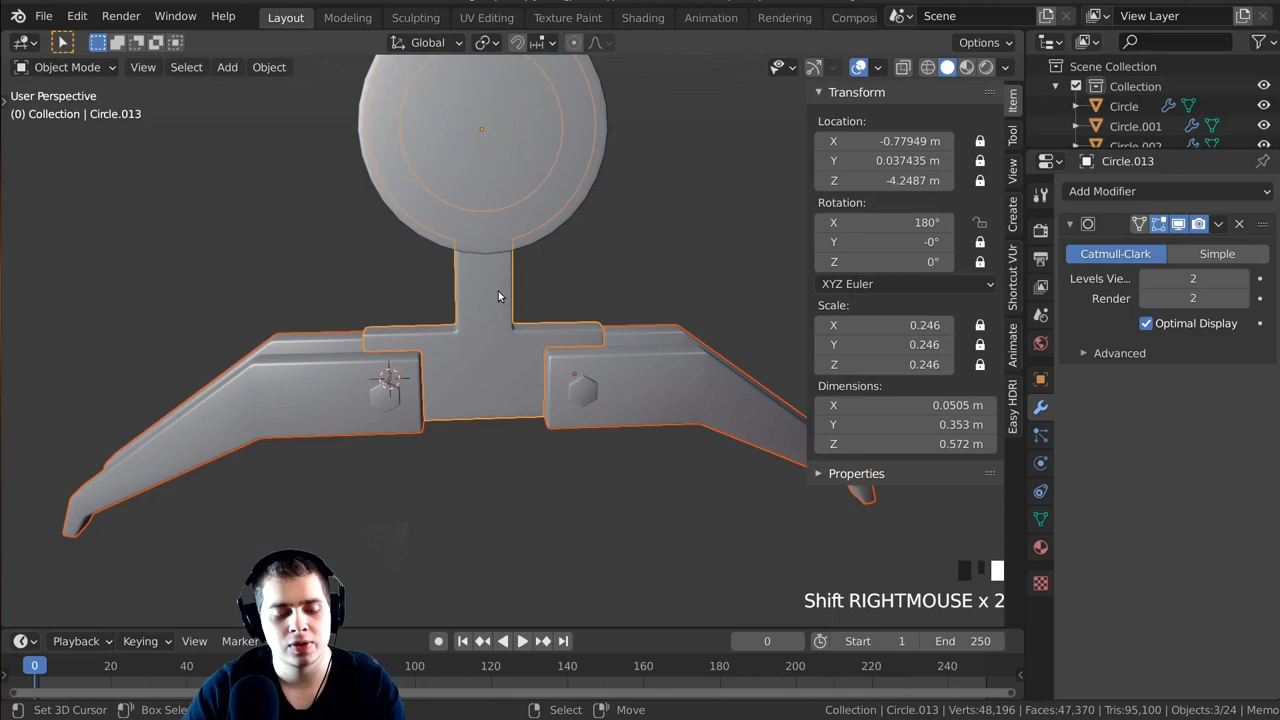 File Edit Render Window Help Layout Modeling Sculpting UV Editing Texture Paint Shading Animation Rendering Composi Scene View Layer
Global Options
Object Mode View Select Add Object
User Perspective
(0) Collection | Circle.013
Transform
Location:
X -0.77949 m
Y 0.037435 m
Z -4.2487 m
Rotation:
X 180°
Y -0°
Z 0°
XYZ Euler
Scale:
X 0.246
Y 0.246
Z 0.246
Dimensions:
X 0.0505 m
Y 0.353 m
Z 0.572 m
Properties
Item
Tool
View
Create
Shortcut VUr
Animate
Easy HDRI
Scene Collection
Collection
Circle
Circle.001
Circle.002
Circle.013
Add Modifier
Catmull-Clark Simple
Levels Vie... 2
Render 2
Optimal Display
Advanced
Shift RIGHTMOUSE x 2
Playback Keying View Marker 0 Start 1 End 250
0 20 40 100 120 140 160 180 200 220 240
Set 3D Cursor Box Sele Select Move Collection | Circle.013 | Verts:48,196 | Faces:47,370 | Tris:95,100 | Objects:3/24 | Memo